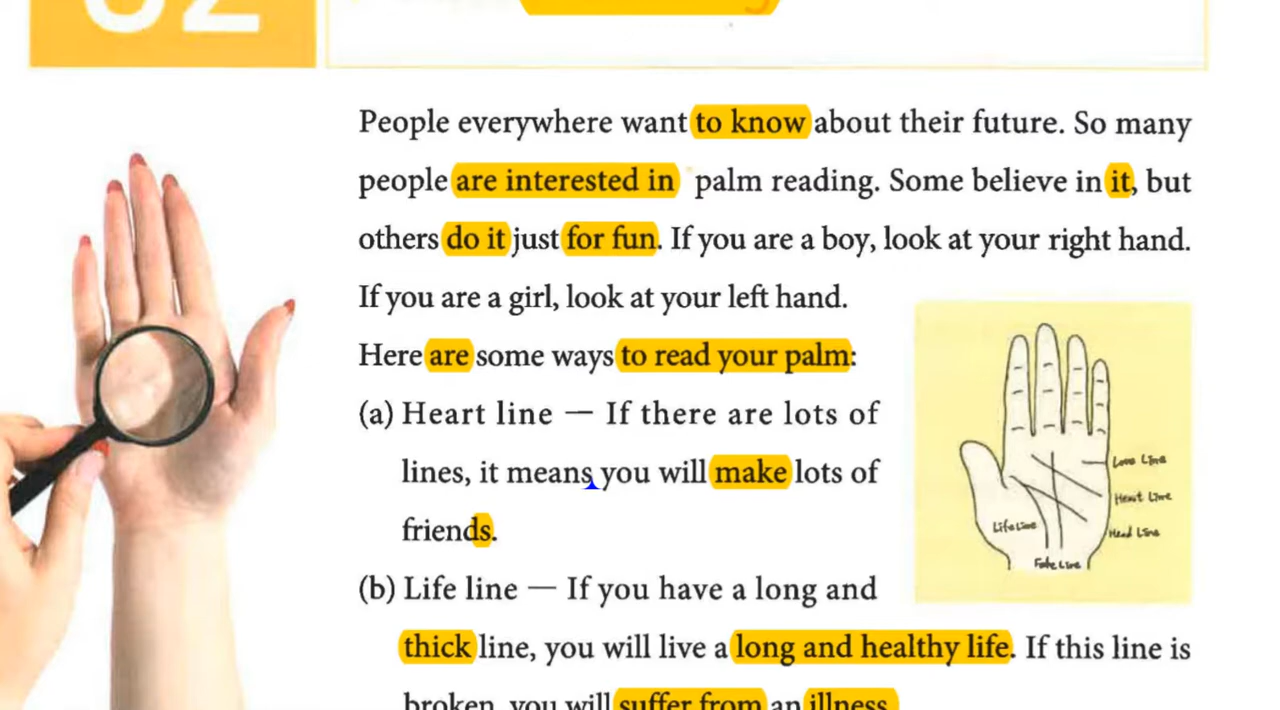 02
People everywhere want to know about their future. So many
people are interested in palm reading. Some believe in it, but
others do it just for fun. If you are a boy, look at your right hand.
If you are a girl, look at your left hand.
Here are some ways to read your palm:
(a) Heart line — If there are lots of
lines, it means you will make lots of
friends.
(b) Life line — If you have a long and
thick line, you will live a long and healthy life. If this line is
broken, you will suffer from an illness.
Love Line
Heart Line
Head Line
Life Line
Fate Line